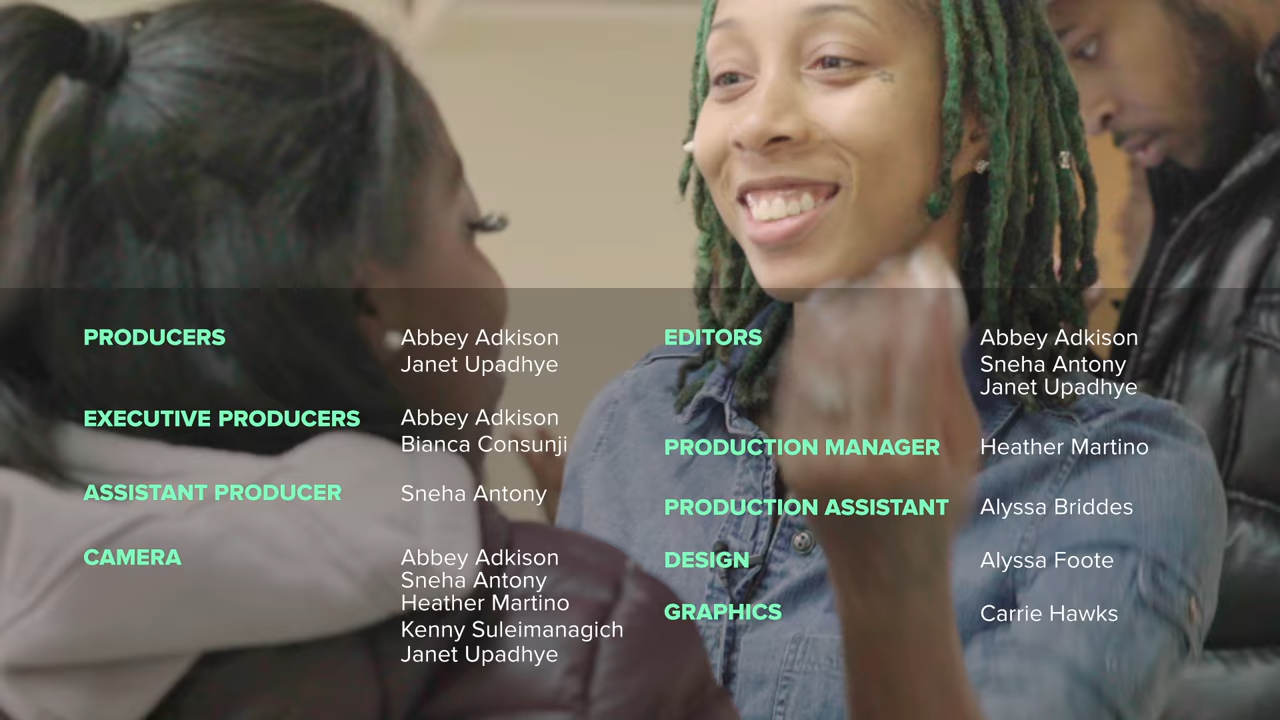 PRODUCERS Abbey Adkison
Janet Upadhye
EXECUTIVE PRODUCERS Abbey Adkison
Bianca Consunji
ASSISTANT PRODUCER Sneha Antony
CAMERA Abbey Adkison
Sneha Antony
Heather Martino
Kenny Suleimanagich
Janet Upadhye
EDITORS Abbey Adkison
Sneha Antony
Janet Upadhye
PRODUCTION MANAGER Heather Martino
PRODUCTION ASSISTANT Alyssa Briddes
DESIGN Alyssa Foote
GRAPHICS Carrie Hawks